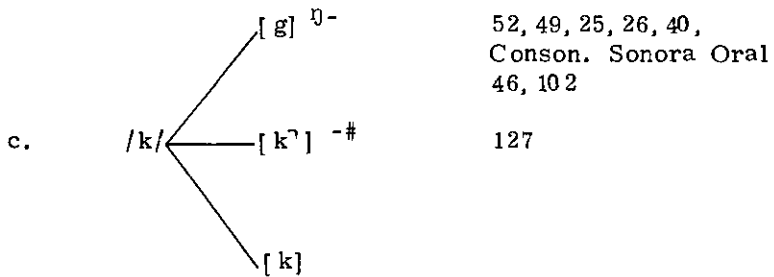 [g] ŋ- 52, 49, 25, 26, 40,
Conson. Sonora Oral
46, 102
c. /k/ [k˺] -# 127
[k]